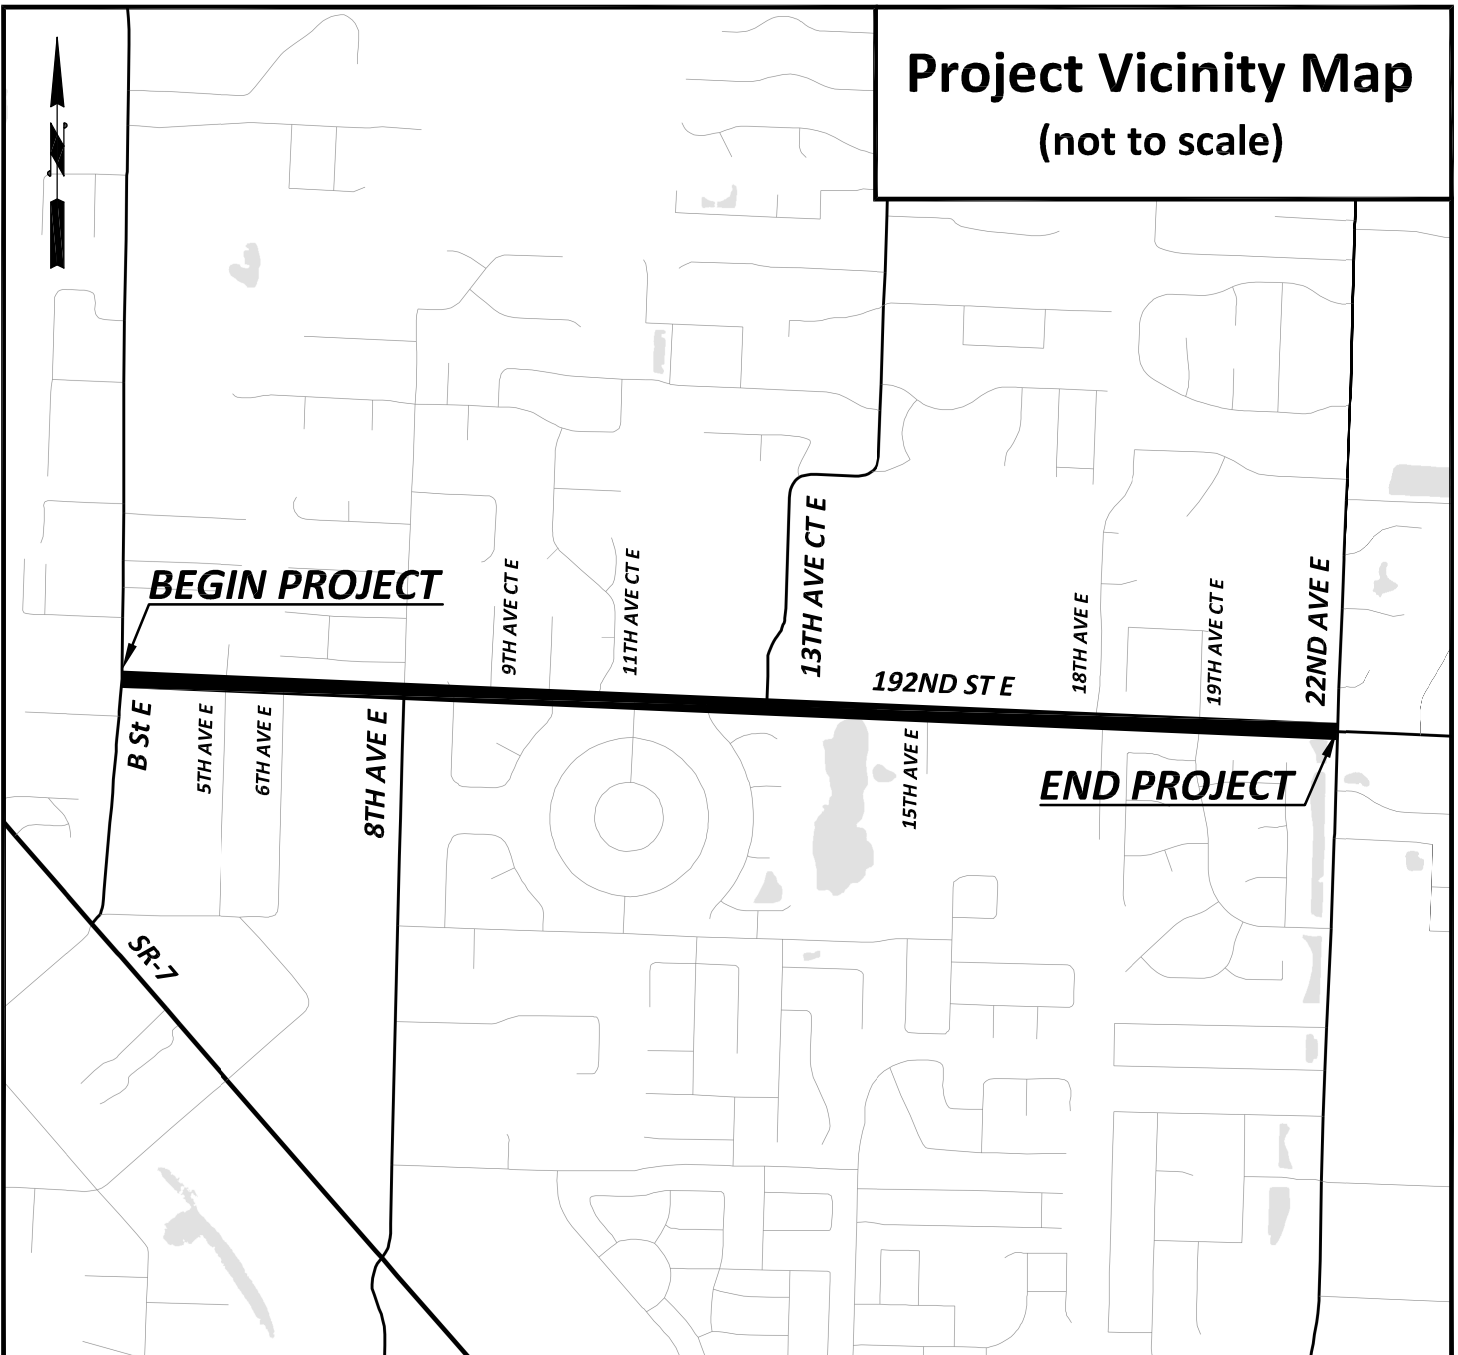 Project Vicinity Map
(not to scale)
N
BEGIN PROJECT
9TH AVE CT E
11TH AVE CT E
13TH AVE CT E
18TH AVE E
19TH AVE CT E
22ND AVE E
192ND ST E
B St E
5TH AVE E
6TH AVE E
8TH AVE E
15TH AVE E
END PROJECT
SR-7